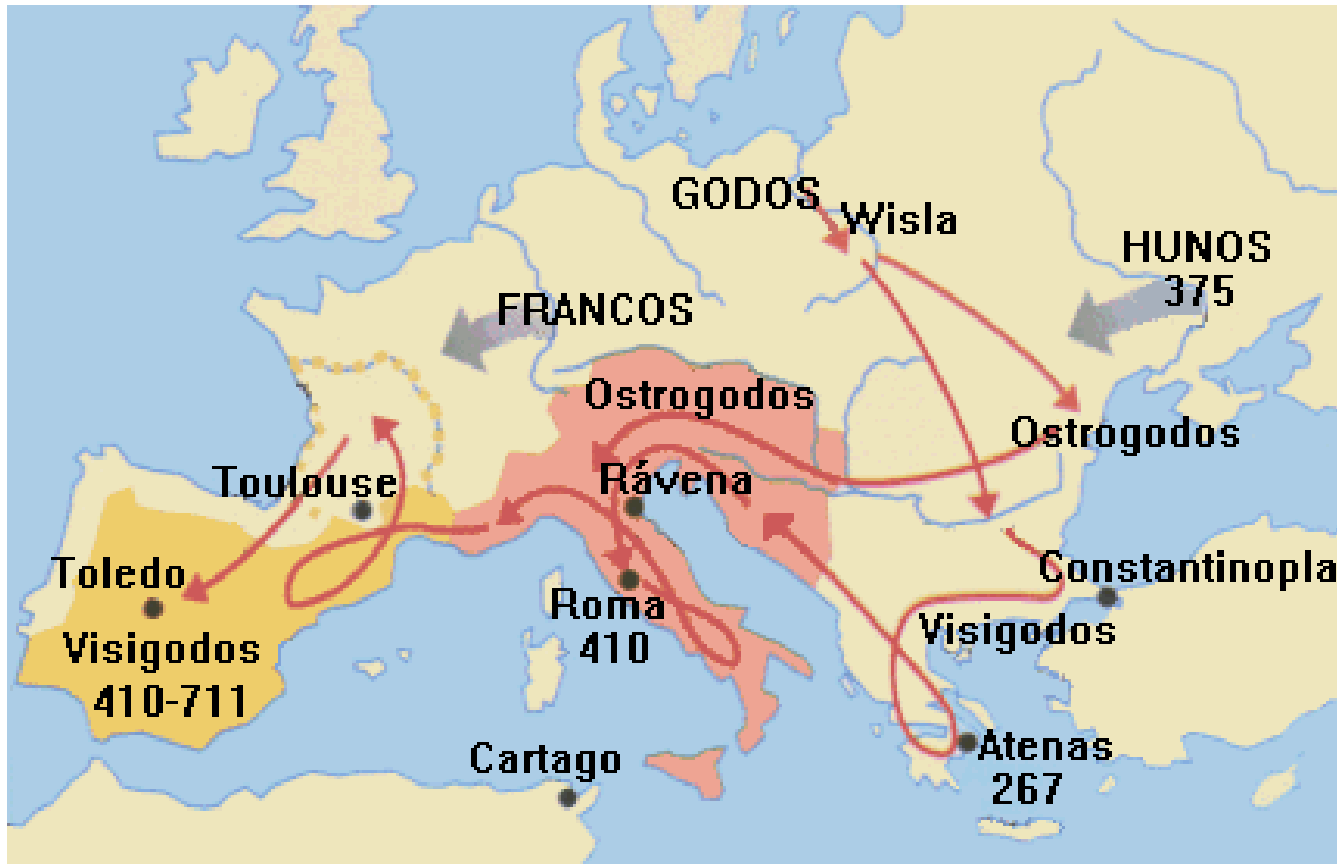 GODOS
Wisla
HUNOS
375
FRANCOS
Ostrogodos
Ostrogodos
Toulouse
Rávena
Toledo
Constantinopla
Roma
410
Visigodos
Visigodos
410-711
Cartago
Atenas
267